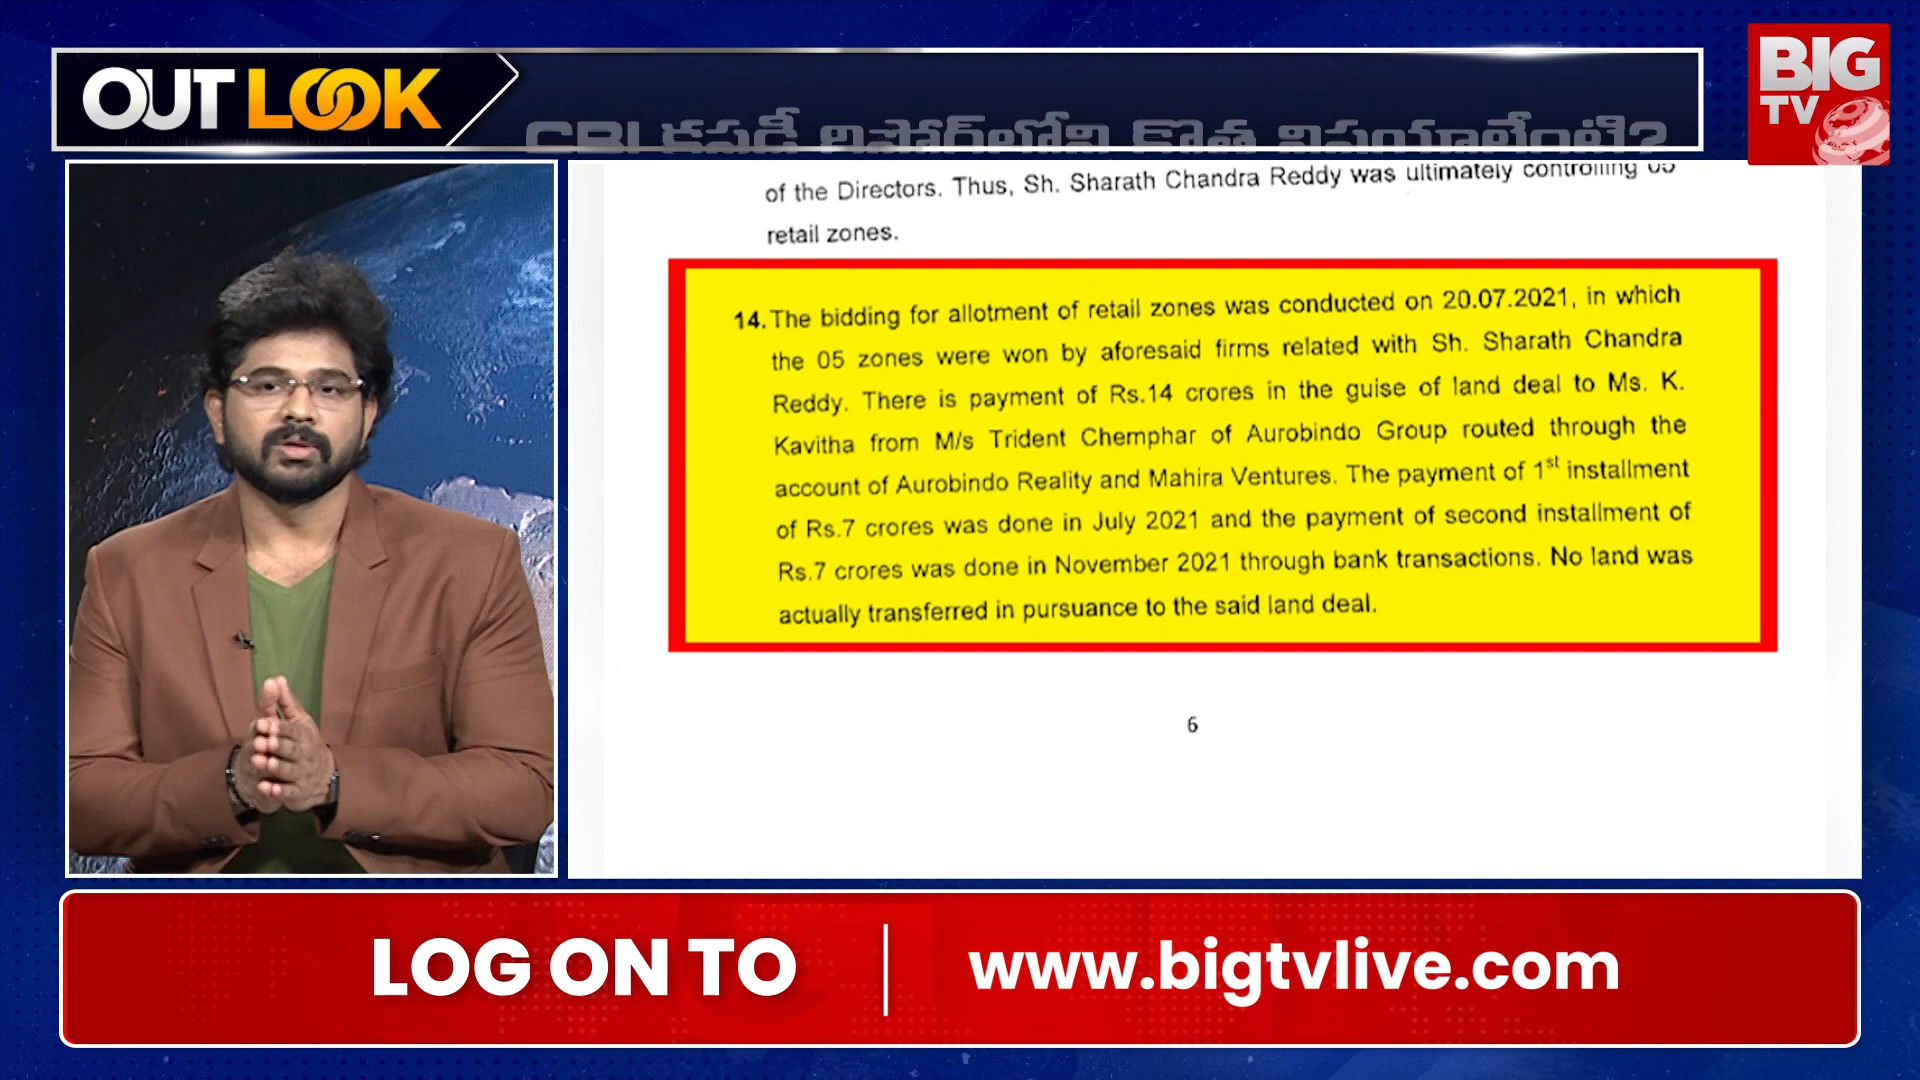 OUTLOOK
CBI కస్టడీ రిపోర్ట్‌లోని కొత్త విషయాలేంటి?
BIG
TV
of the Directors. Thus, Sh. Sharath Chandra Reddy was ultimately controlling 05
retail zones.
14. The bidding for allotment of retail zones was conducted on 20.07.2021, in which
the 05 zones were won by aforesaid firms related with Sh. Sharath Chandra
Reddy. There is payment of Rs.14 crores in the guise of land deal to Ms. K.
Kavitha from M/s Trident Chemphar of Aurobindo Group routed through the
account of Aurobindo Reality and Mahira Ventures. The payment of 1st installment
of Rs.7 crores was done in July 2021 and the payment of second installment of
Rs.7 crores was done in November 2021 through bank transactions. No land was
actually transferred in pursuance to the said land deal.
6
LOG ON TO
www.bigtvlive.com